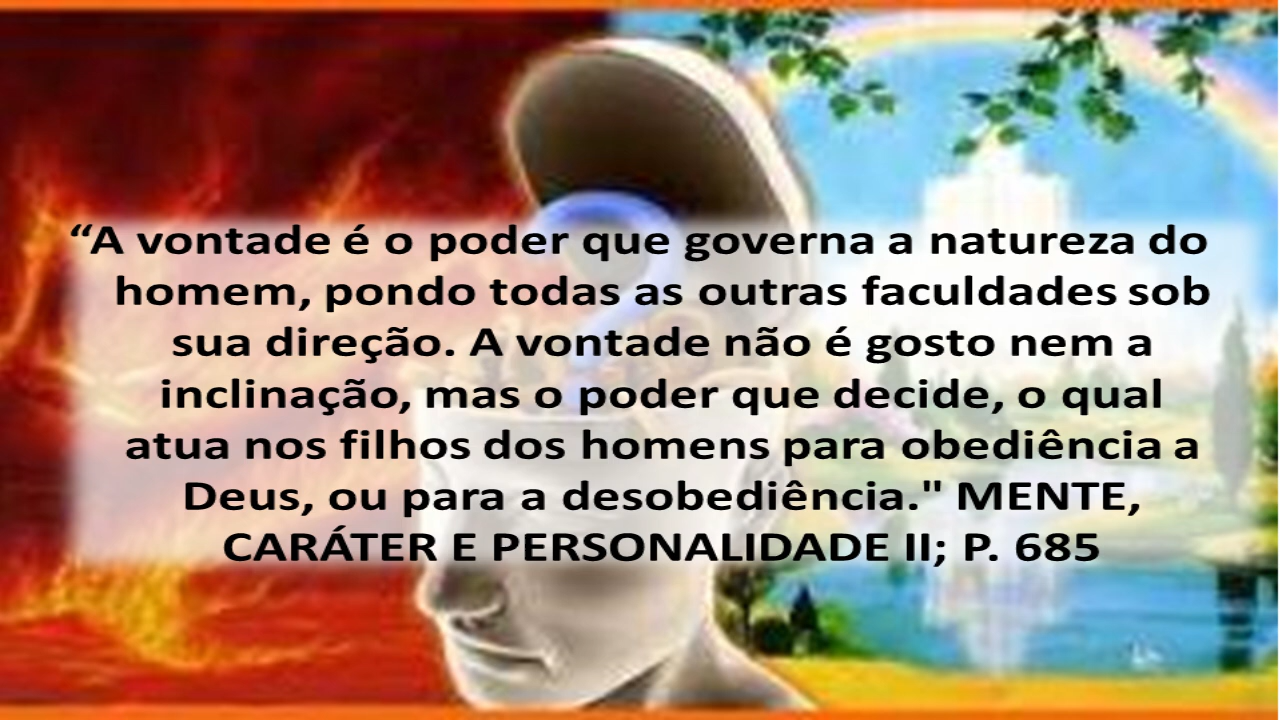 “A vontade é o poder que governa a natureza do
homem, pondo todas as outras faculdades sob
sua direção. A vontade não é gosto nem a
inclinação, mas o poder que decide, o qual
atua nos filhos dos homens para obediência a
Deus, ou para a desobediência." MENTE,
CARÁTER E PERSONALIDADE II; P. 685